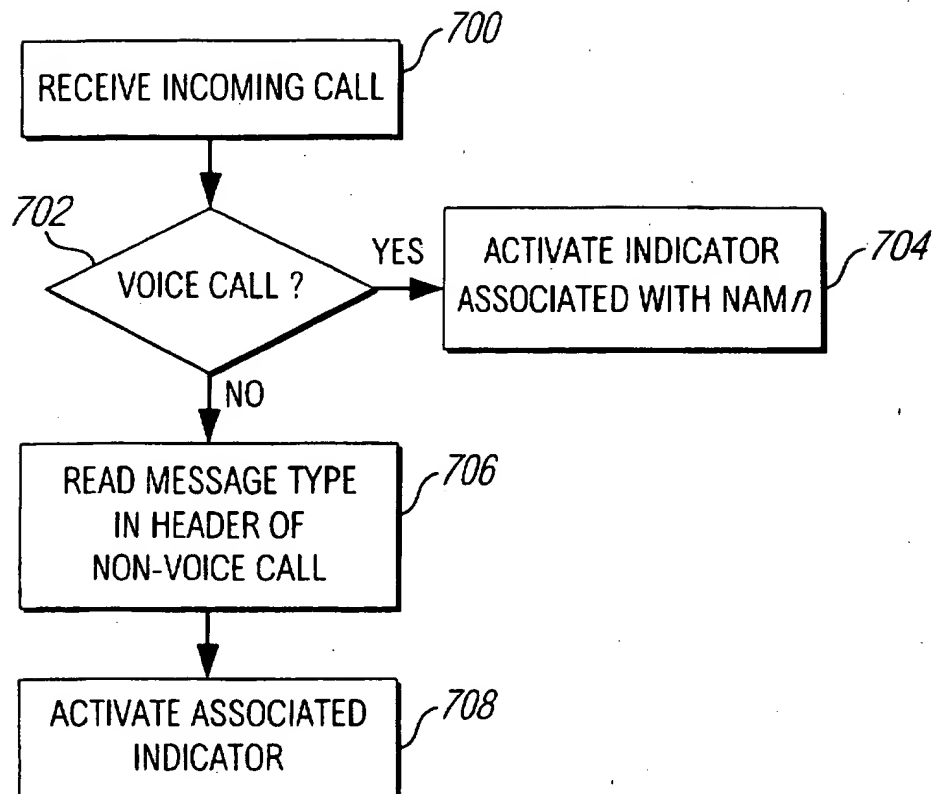 700
RECEIVE INCOMING CALL
702
VOICE CALL ?
YES
ACTIVATE INDICATOR
ASSOCIATED WITH NAMn
704
NO
READ MESSAGE TYPE
IN HEADER OF
NON-VOICE CALL
706
ACTIVATE ASSOCIATED
INDICATOR
708